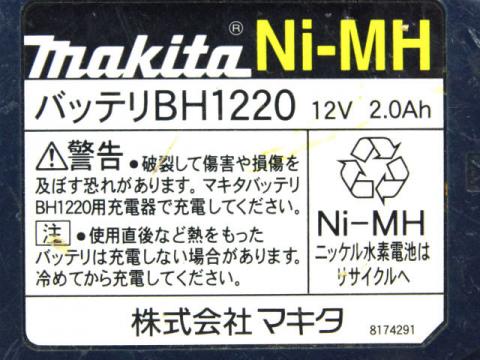 makita® Ni-MH
バッテリBH1220 12V 2.0Ah
⚠警告 ●破裂して傷害や損傷を
及ぼす恐れがあります。マキタバッテリ
BH1220用充電器で充電してください。
注 ●使用直後など熱をもった
バッテリは充電しない場合があります。
冷めてから充電してください。
Ni-MH
ニッケル水素電池は
リサイクルへ
株式会社マキタ 8174291